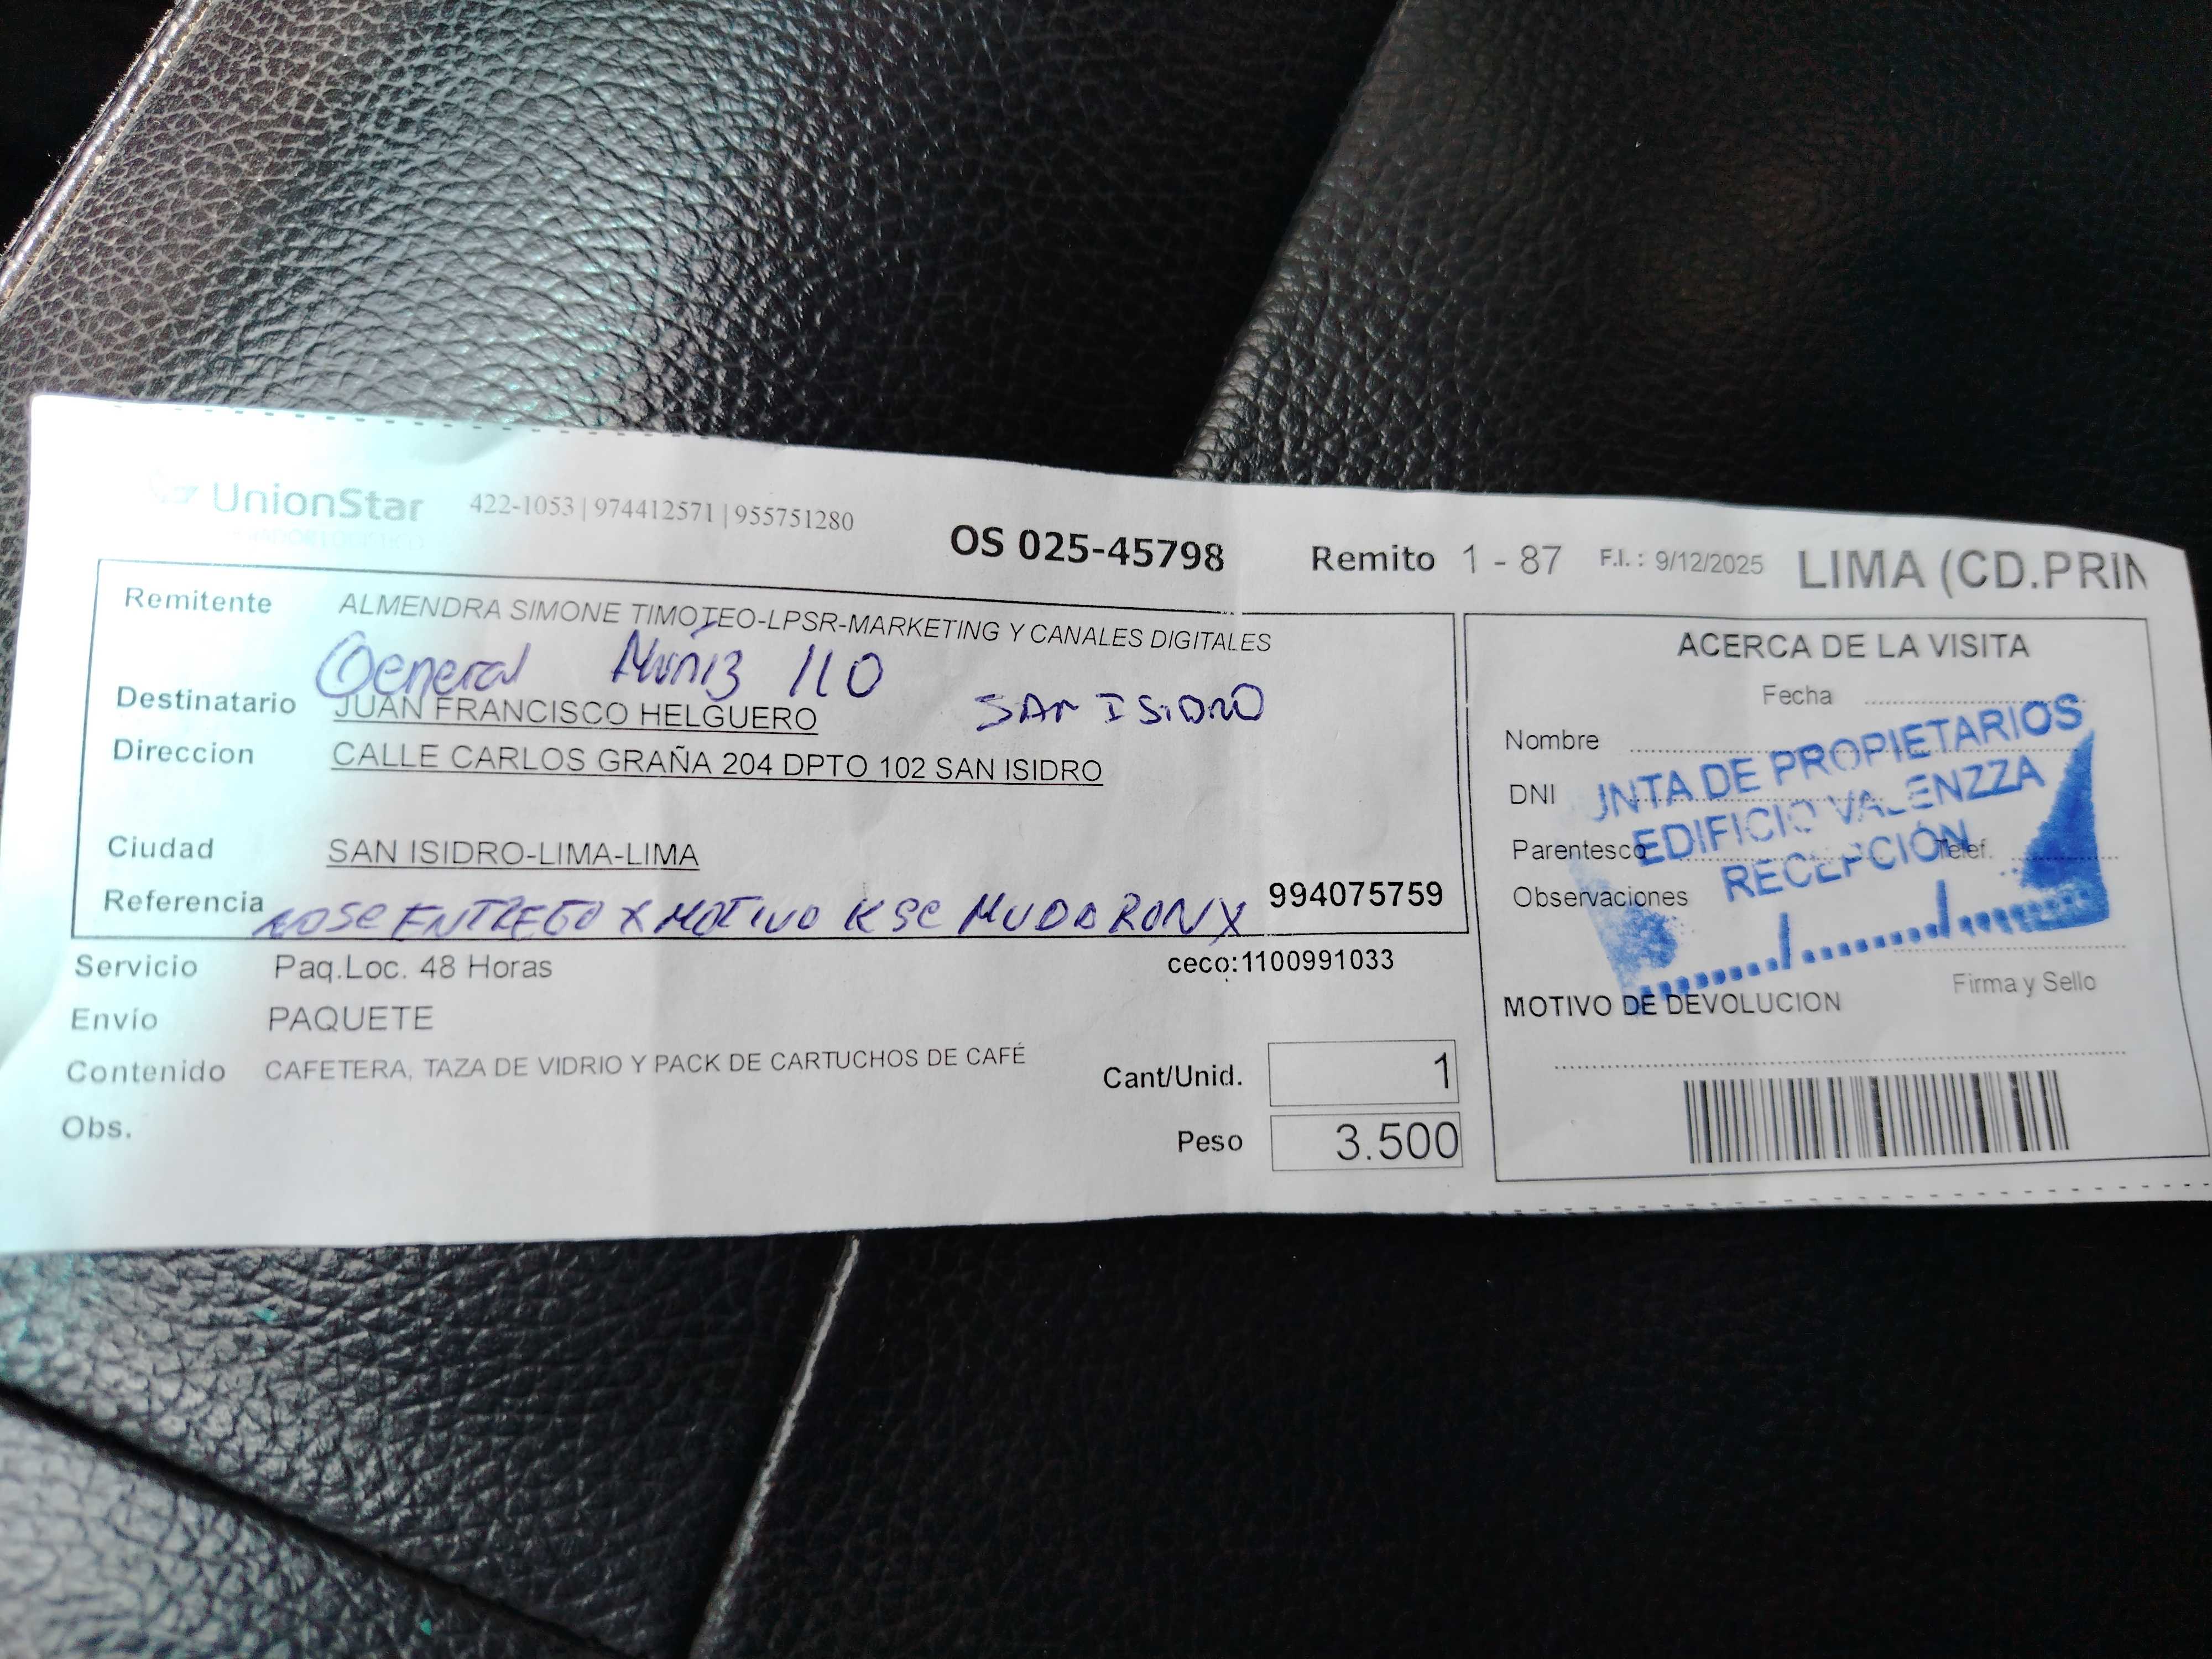 UnionStar 422-1053 | 974412571 | 955751280
OS 025-45798 Remito 1 - 87 F.I. : 9/12/2025 LIMA (CD.PRIN
Remitente ALMENDRA SIMONE TIMOTEO-LPSR-MARKETING Y CANALES DIGITALES
General Muñiz 110
SAN ISIDRO
Destinatario JUAN FRANCISCO HELGUERO
Direccion CALLE CARLOS GRAÑA 204 DPTO 102 SAN ISIDRO
Ciudad SAN ISIDRO-LIMA-LIMA
Referencia NOSE ENTREGO X MOTIVO K SE MUDARON X 994075759
Servicio Paq.Loc. 48 Horas ceco:1100991033
Envío PAQUETE
Contenido CAFETERA, TAZA DE VIDRIO Y PACK DE CARTUCHOS DE CAFÉ
Cant/Unid. 1
Obs.
Peso 3.500
ACERCA DE LA VISITA
Fecha
Nombre
DNI
Parentesco Telef.
Observaciones
UNTA DE PROPIETARIOS
EDIFICIO VALENZZA
RECEPCIÓN
Firma y Sello
MOTIVO DE DEVOLUCION